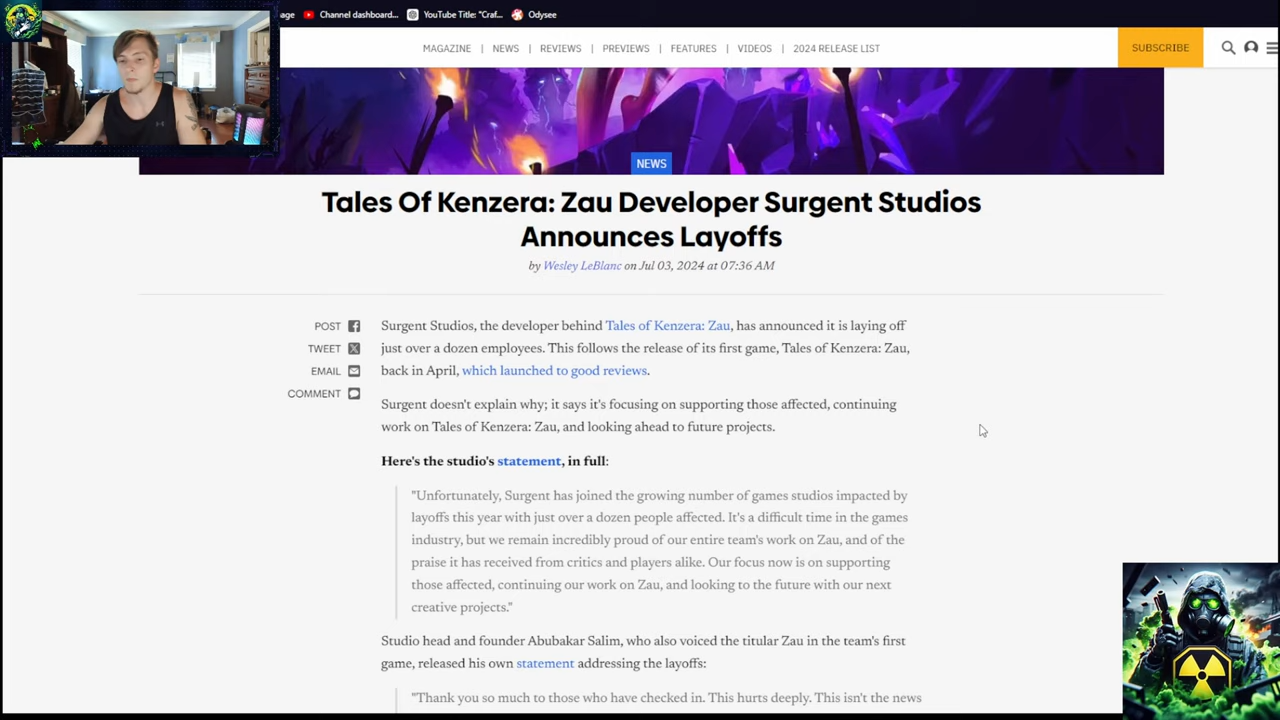 age
Channel dashboard...
YouTube Title: "Craf...
Odysee
MAGAZINE | NEWS | REVIEWS | PREVIEWS | FEATURES | VIDEOS | 2024 RELEASE LIST
SUBSCRIBE
NEWS
Tales Of Kenzera: Zau Developer Surgent Studios
Announces Layoffs
by Wesley LeBlanc on Jul 03, 2024 at 07:36 AM
POST
TWEET
EMAIL
COMMENT
Surgent Studios, the developer behind Tales of Kenzera: Zau, has announced it is laying off
just over a dozen employees. This follows the release of its first game, Tales of Kenzera: Zau,
back in April, which launched to good reviews.
Surgent doesn't explain why; it says it's focusing on supporting those affected, continuing
work on Tales of Kenzera: Zau, and looking ahead to future projects.
Here's the studio's statement, in full:
"Unfortunately, Surgent has joined the growing number of games studios impacted by
layoffs this year with just over a dozen people affected. It's a difficult time in the games
industry, but we remain incredibly proud of our entire team's work on Zau, and of the
praise it has received from critics and players alike. Our focus now is on supporting
those affected, continuing our work on Zau, and looking to the future with our next
creative projects."
Studio head and founder Abubakar Salim, who also voiced the titular Zau in the team's first
game, released his own statement addressing the layoffs:
"Thank you so much to those who have checked in. This hurts deeply. This isn't the news